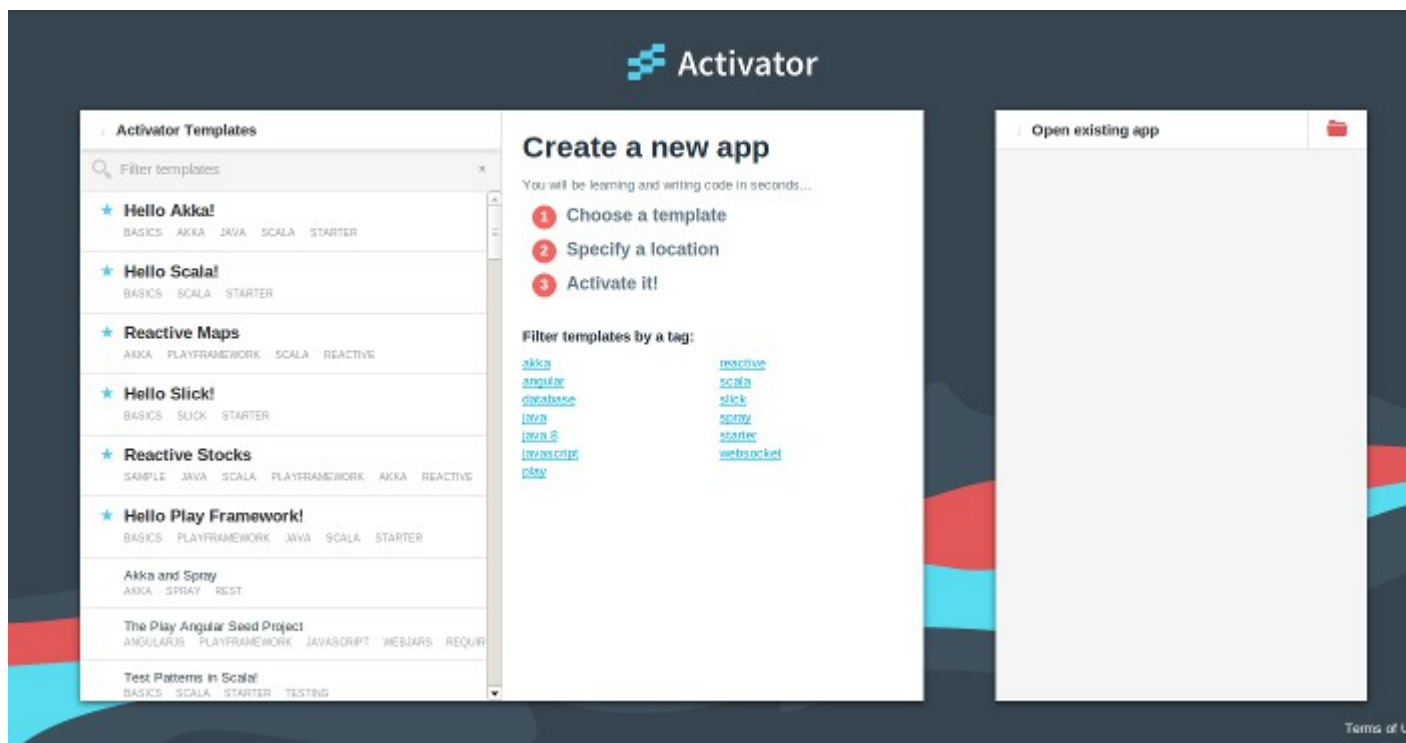 Activator
Activator Templates
Filter templates
Hello Akka!
BASICS AKKA JAVA SCALA STARTER
Hello Scala!
BASICS SCALA STARTER
Reactive Maps
AKKA PLAYFRAMEWORK SCALA REACTIVE
Hello Slick!
BASICS SLICK STARTER
Reactive Stocks
SAMPLE JAVA SCALA PLAYFRAMEWORK AKKA REACTIVE
Hello Play Framework!
BASICS PLAYFRAMEWORK JAVA SCALA STARTER
Akka and Spray
AKKA SPRAY REST
The Play Angular Seed Project
ANGULARJS PLAYFRAMEWORK JAVASCRIPT WEBJARS REQUIR
Test Patterns in Scala!
BASICS SCALA STARTER TESTING
Create a new app
You will be learning and writing code in seconds...
1 Choose a template
2 Specify a location
3 Activate it!
Filter templates by a tag:
akka
angular
database
java
java 8
javascript
play
reactive
scala
slick
spray
starter
websocket
Open existing app
Terms of U